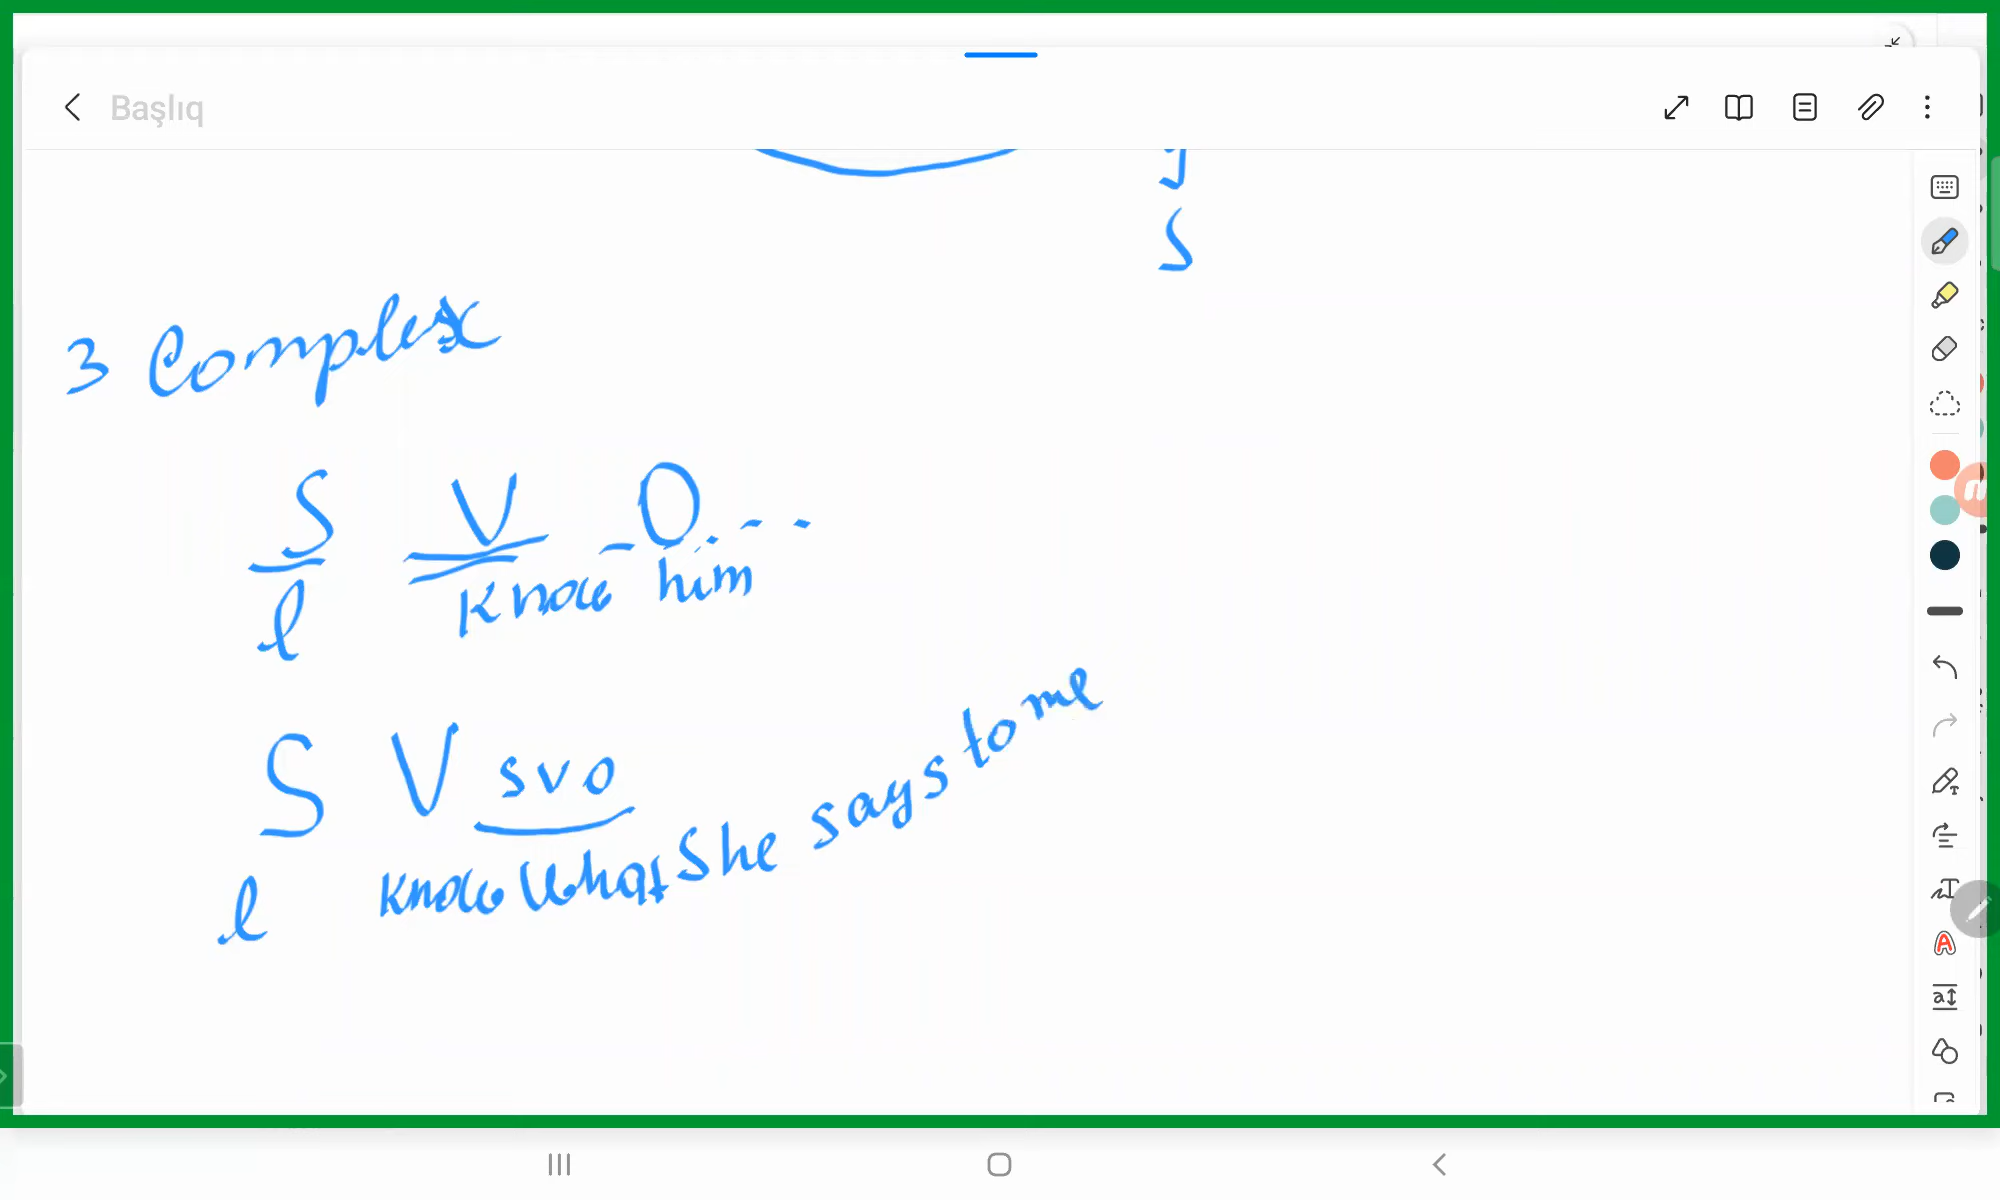 Başlıq
y
S
3 Complex
S V O...
I know him
S V svo
I know what she says to me